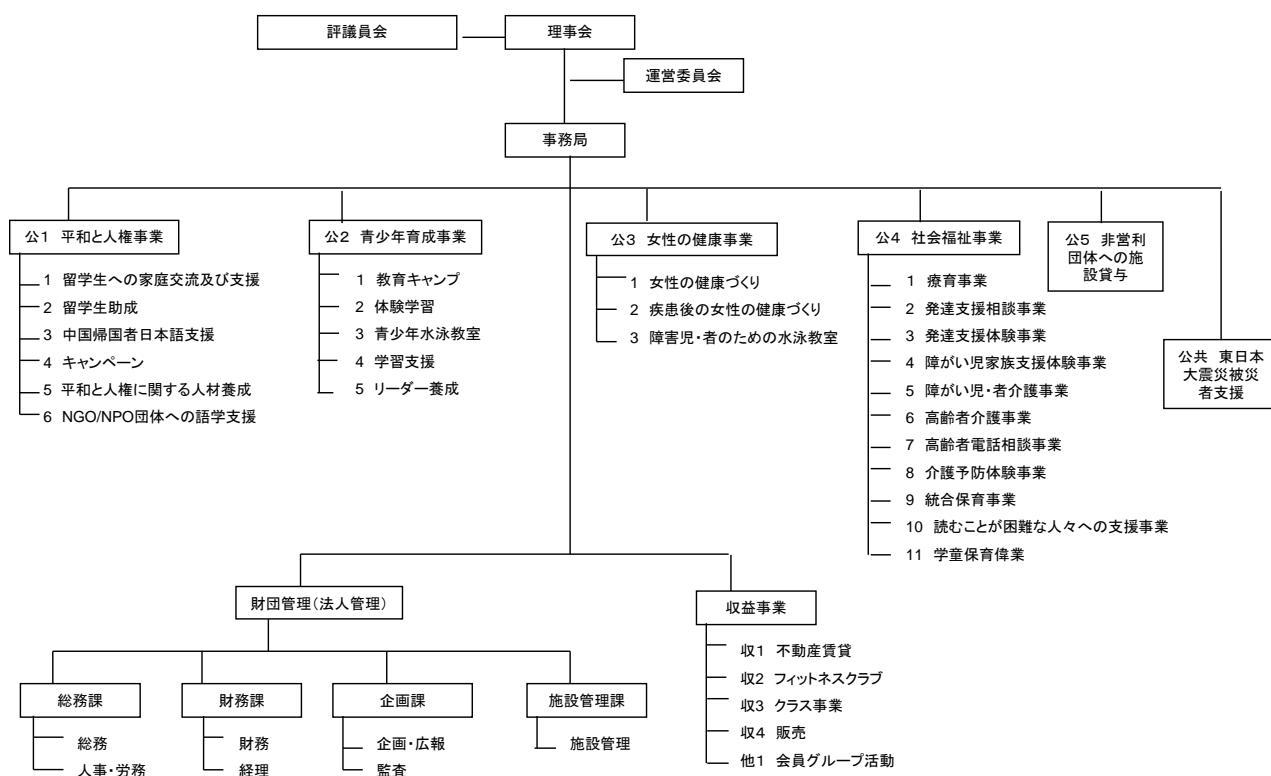 評議員会
理事会
運営委員会
事務局
公1 平和と人権事業
1 留学生への家庭交流及び支援
2 留学生助成
3 中国帰国者日本語支援
4 キャンペーン
5 平和と人権に関する人材養成
6 NGO/NPO団体への語学支援
公2 青少年育成事業
1 教育キャンプ
2 体験学習
3 青少年水泳教室
4 学習支援
5 リーダー養成
公3 女性の健康事業
1 女性の健康づくり
2 疾患後の女性の健康づくり
3 障害児・者のための水泳教室
公4 社会福祉事業
1 療育事業
2 発達支援相談事業
3 発達支援体験事業
4 障がい児家族支援体験事業
5 障がい児・者介護事業
6 高齢者介護事業
7 高齢者電話相談事業
8 介護予防体験事業
9 統合保育事業
10 読むことが困難な人々への支援事業
11 学童保育偉業
公5 非営利
団体への施
設貸与
公共 東日本
大震災被災
者支援
財団管理(法人管理)
総務課
総務
人事・労務
財務課
財務
経理
企画課
企画・広報
監査
施設管理課
施設管理
収益事業
収1 不動産賃貸
収2 フィットネスクラブ
収3 クラス事業
収4 販売
他1 会員グループ活動